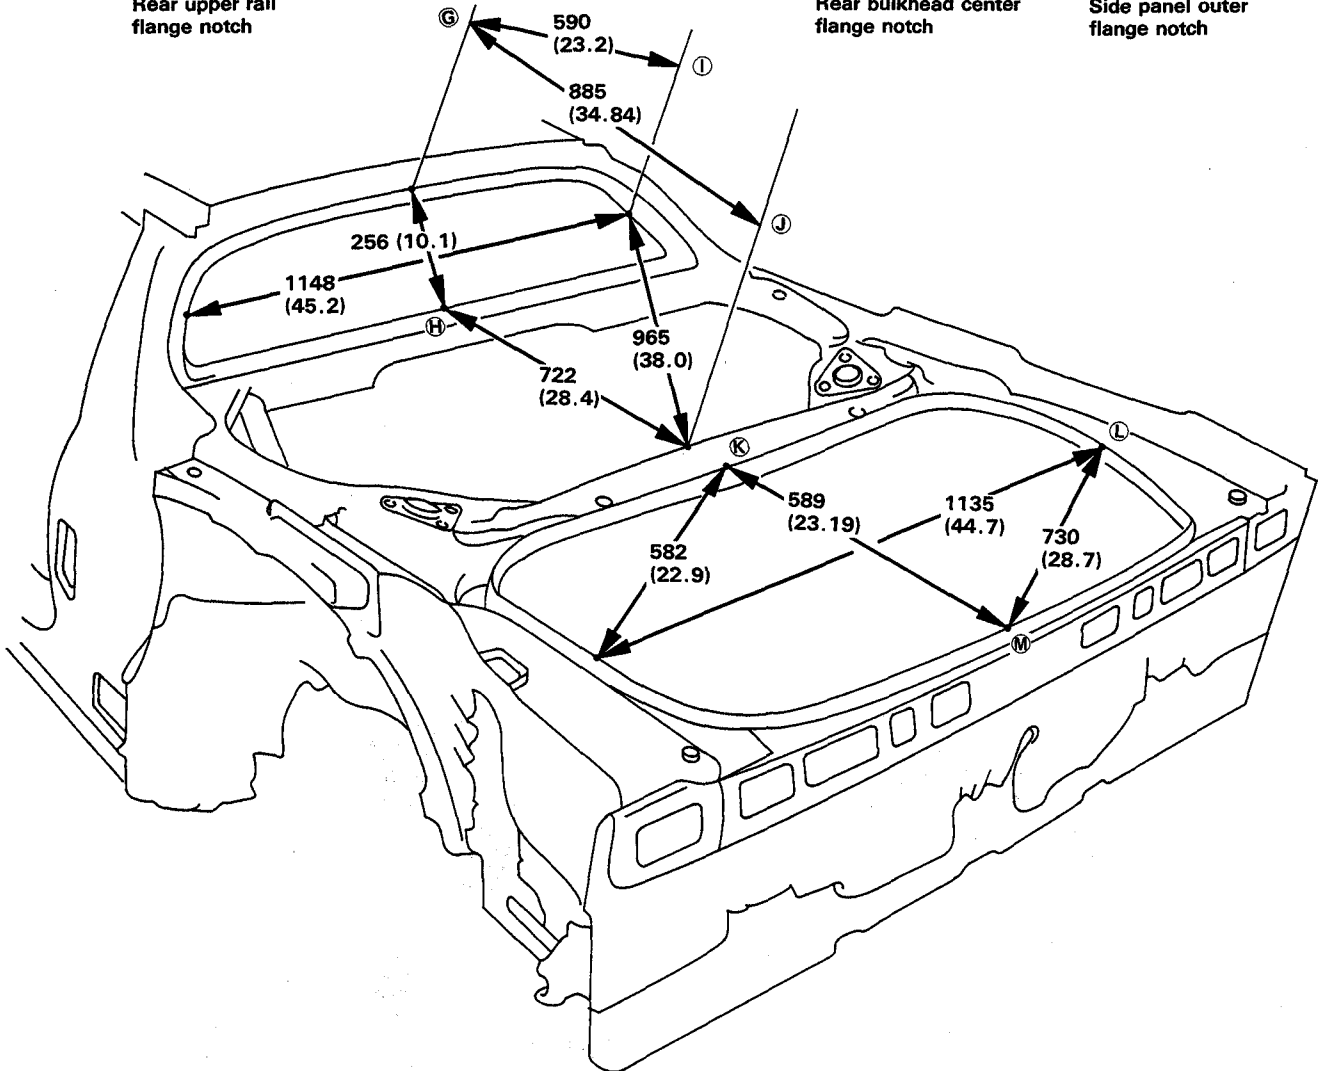 Rear upper rail
flange notch
Rear bulkhead center
flange notch
Side panel outer
flange notch
G
590
(23.2)
I
885
(34.84)
J
256 (10.1)
1148
(45.2)
H
965
(38.0)
722
(28.4)
K
L
589
(23.19)
1135
(44.7)
582
(22.9)
730
(28.7)
M